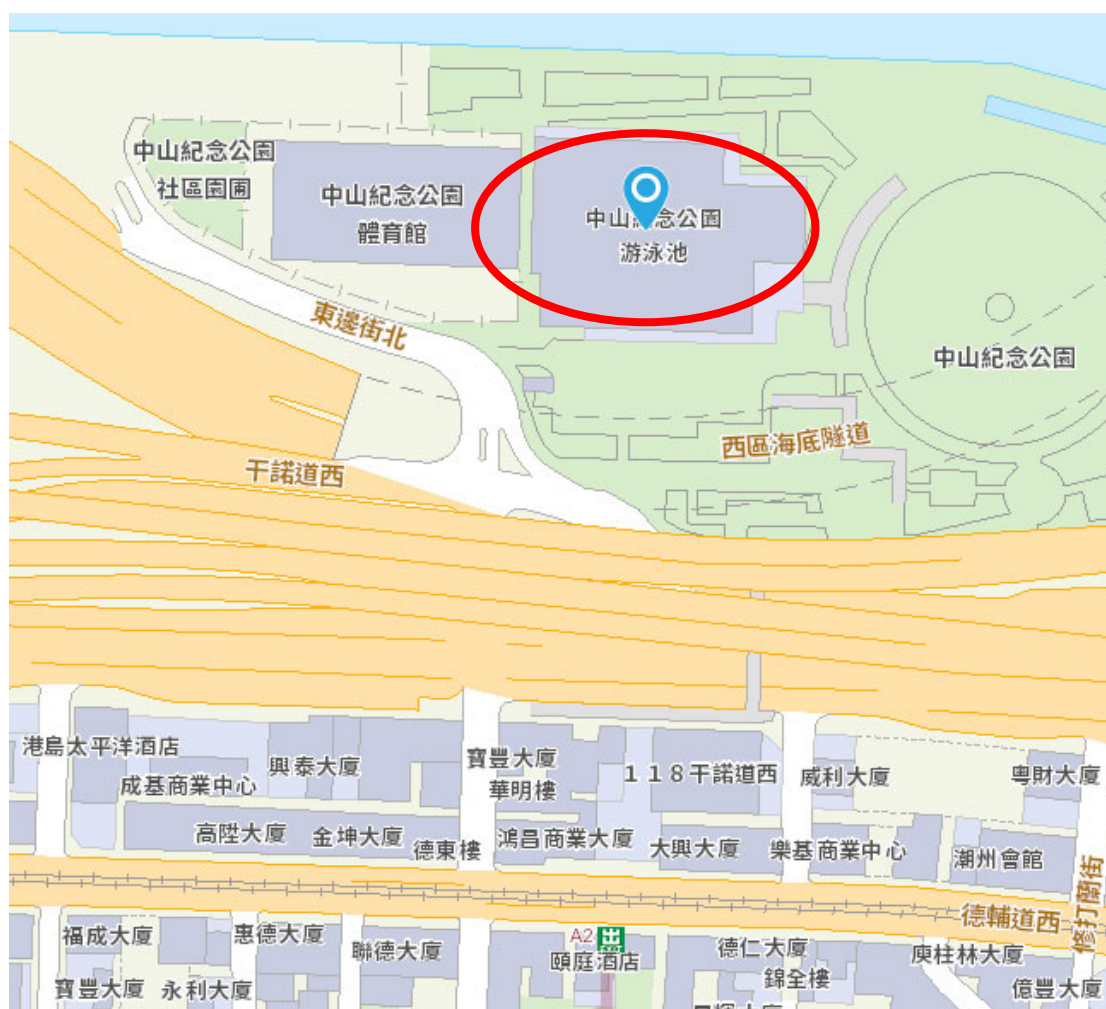 中山紀念公園
社區園圃
中山紀念公園
體育館
中山紀念公園
游泳池
東邊街北
中山紀念公園
西區海底隧道
干諾道西
港島太平洋酒店
成基商業中心
興泰大廈
寶豐大廈
華明樓
１１８干諾道西
威利大廈
粵財大廈
高陞大廈
金坤大廈
德東樓
鴻昌商業大廈
大興大廈
樂基商業中心
潮州會館
修打蘭街
德輔道西
福成大廈
惠德大廈
聯德大廈
A2 出
EXIT
頤庭酒店
德仁大廈
錦全樓
庾柱林大廈
寶豐大廈
永利大廈
億豐大廈